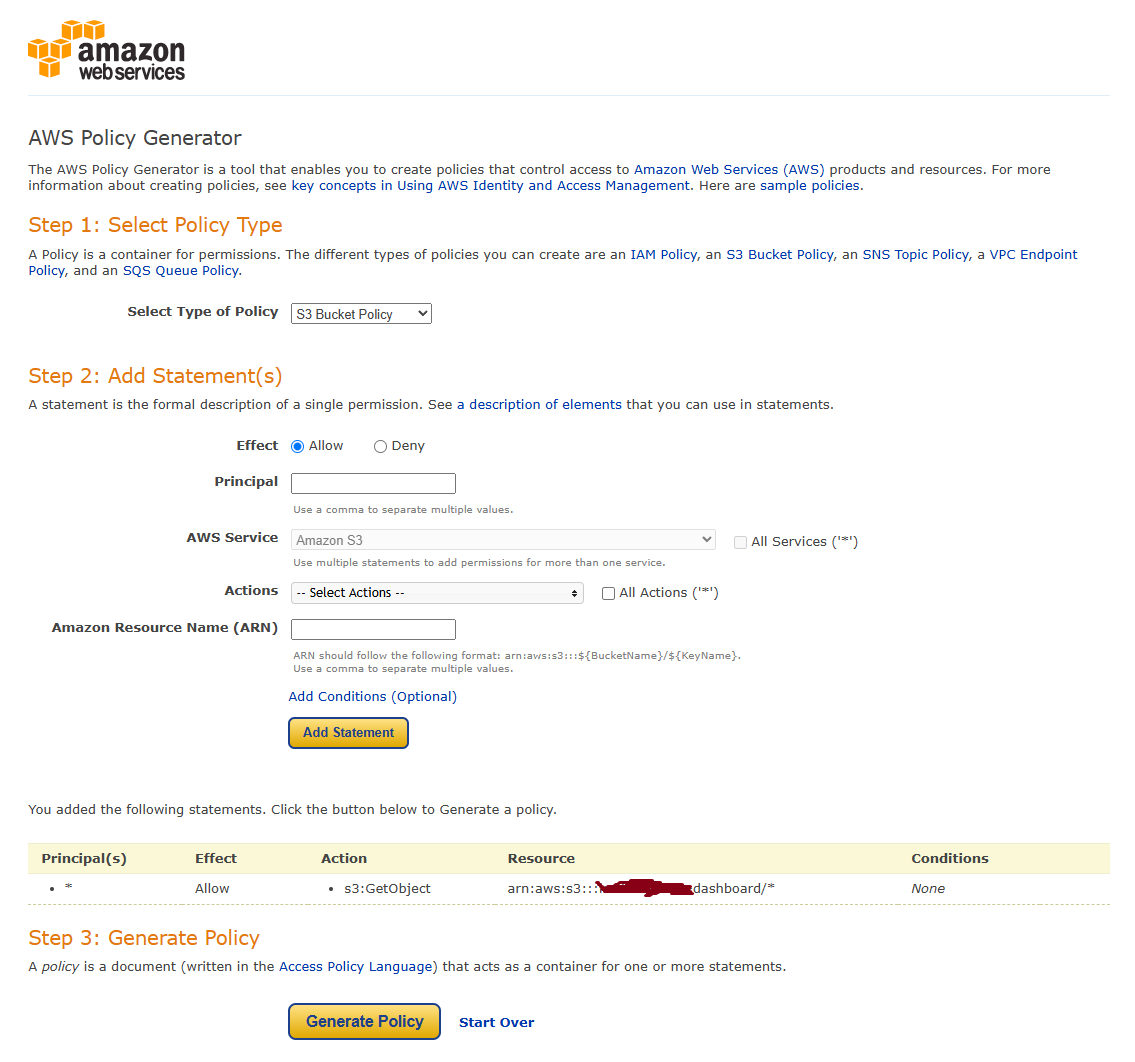 amazon
web services
AWS Policy Generator
The AWS Policy Generator is a tool that enables you to create policies that control access to Amazon Web Services (AWS) products and resources. For more
information about creating policies, see key concepts in Using AWS Identity and Access Management. Here are sample policies.
Step 1: Select Policy Type
A Policy is a container for permissions. The different types of policies you can create are an IAM Policy, an S3 Bucket Policy, an SNS Topic Policy, a VPC Endpoint
Policy, and an SQS Queue Policy.
Select Type of Policy S3 Bucket Policy
Step 2: Add Statement(s)
A statement is the formal description of a single permission. See a description of elements that you can use in statements.
Effect Allow Deny
Principal
Use a comma to separate multiple values.
AWS Service Amazon S3 All Services ('*')
Use multiple statements to add permissions for more than one service.
Actions -- Select Actions -- All Actions ('*')
Amazon Resource Name (ARN)
ARN should follow the following format: arn:aws:s3:::${BucketName}/${KeyName}.
Use a comma to separate multiple values.
Add Conditions (Optional)
Add Statement
You added the following statements. Click the button below to Generate a policy.
Principal(s) Effect Action Resource Conditions
• * Allow • s3:GetObject arn:aws:s3::: dashboard/* None
Step 3: Generate Policy
A policy is a document (written in the Access Policy Language) that acts as a container for one or more statements.
Generate Policy Start Over